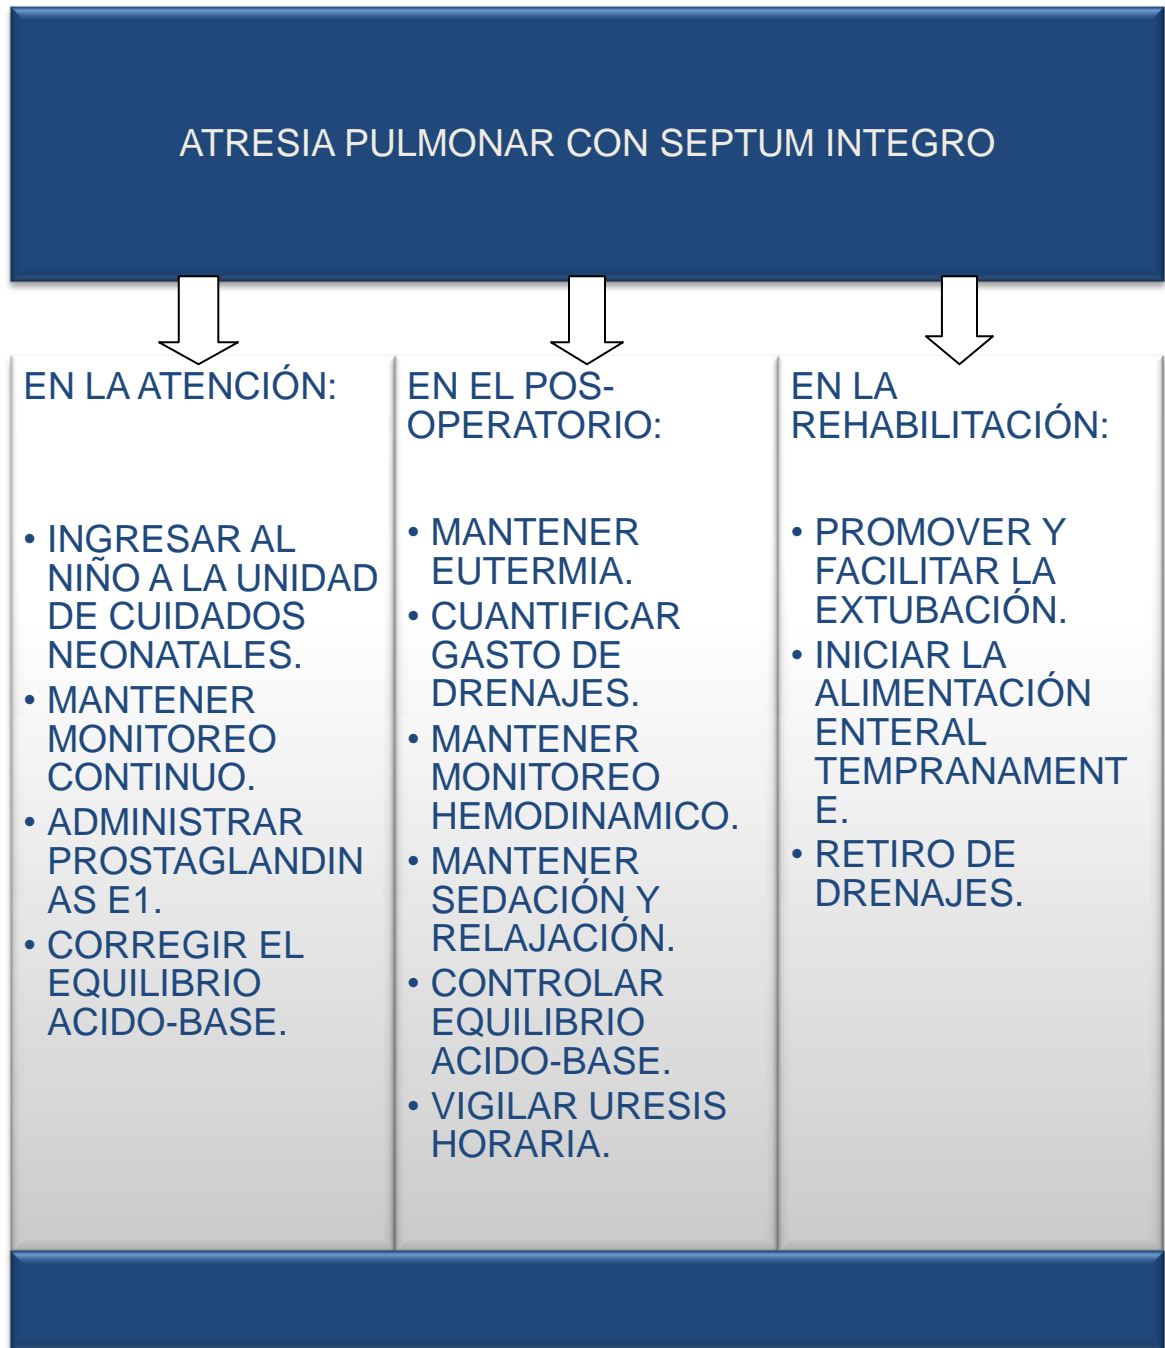 ATRESIA PULMONAR CON SEPTUM INTEGRO
EN LA ATENCIÓN:
• INGRESAR AL
NIÑO A LA UNIDAD
DE CUIDADOS
NEONATALES.
• MANTENER
MONITOREO
CONTINUO.
• ADMINISTRAR
PROSTAGLANDIN
AS E1.
• CORREGIR EL
EQUILIBRIO
ACIDO-BASE.
EN EL POS-
OPERATORIO:
• MANTENER
EUTERMIA.
• CUANTIFICAR
GASTO DE
DRENAJES.
• MANTENER
MONITOREO
HEMODINAMICO.
• MANTENER
SEDACIÓN Y
RELAJACIÓN.
• CONTROLAR
EQUILIBRIO
ACIDO-BASE.
• VIGILAR URESIS
HORARIA.
EN LA
REHABILITACIÓN:
• PROMOVER Y
FACILITAR LA
EXTUBACIÓN.
• INICIAR LA
ALIMENTACIÓN
ENTERAL
TEMPRANAMENT
E.
• RETIRO DE
DRENAJES.